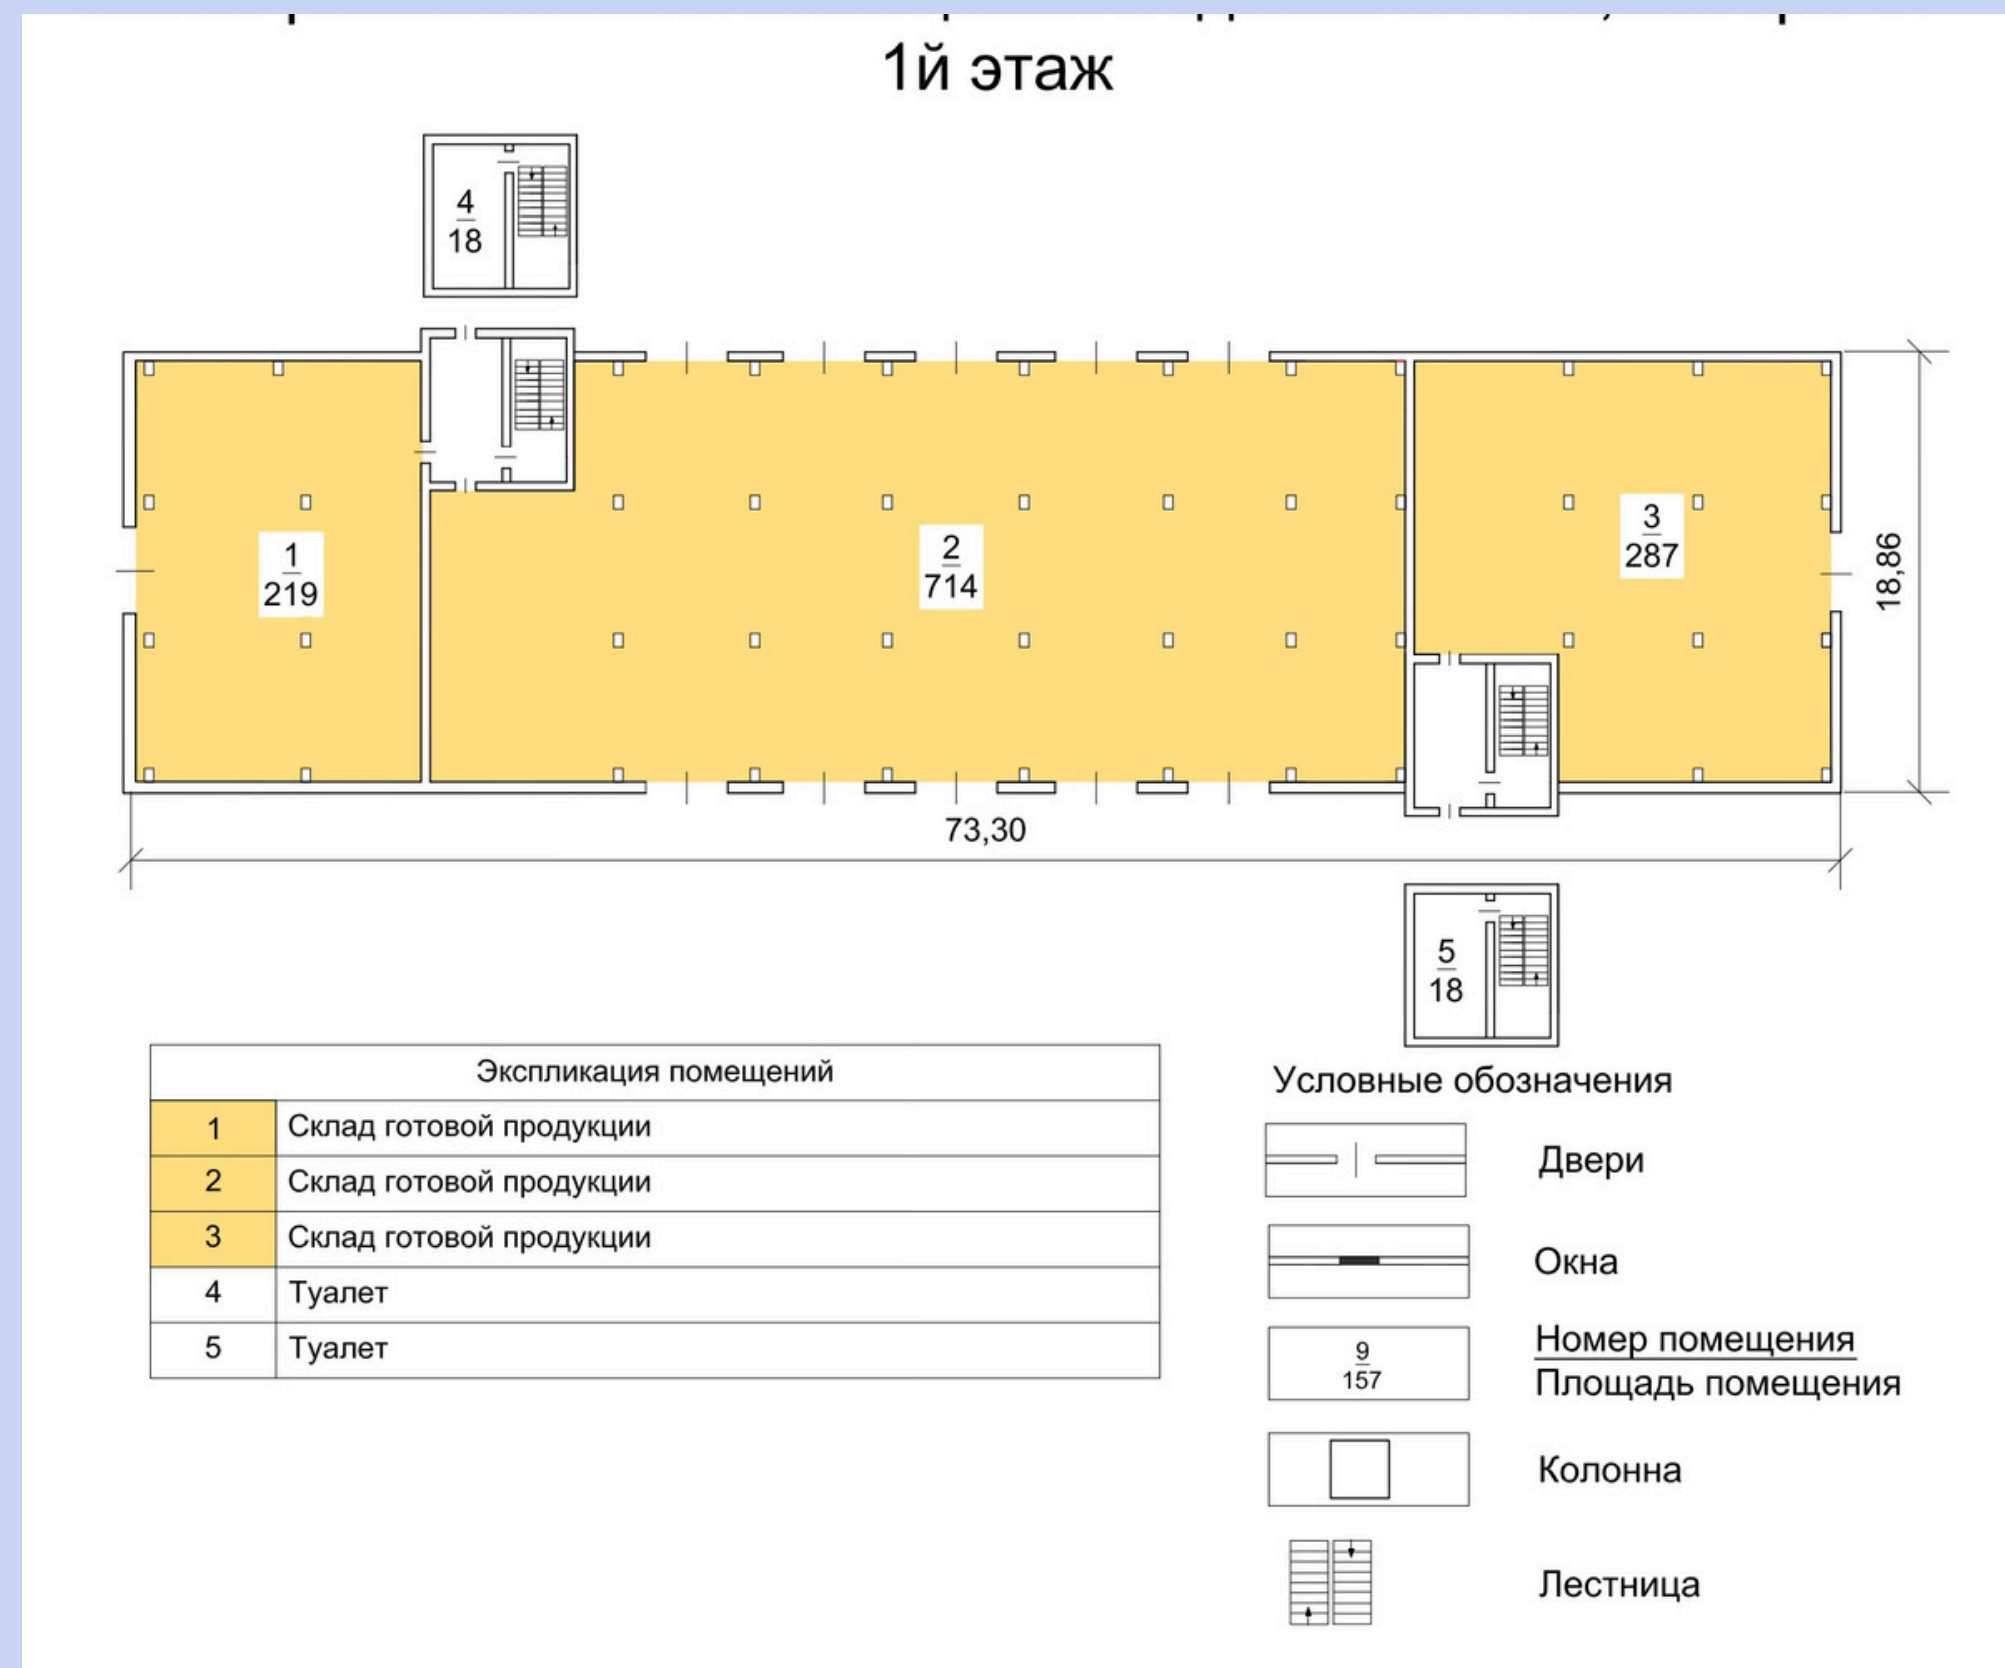 1й этаж
4
18
1
219
2
714
3
287
18,86
73,30
5
18
Экспликация помещений
1 Склад готовой продукции
2 Склад готовой продукции
3 Склад готовой продукции
4 Туалет
5 Туалет
Условные обозначения
Двери
Окна
9
157
Номер помещения
Площадь помещения
Колонна
Лестница